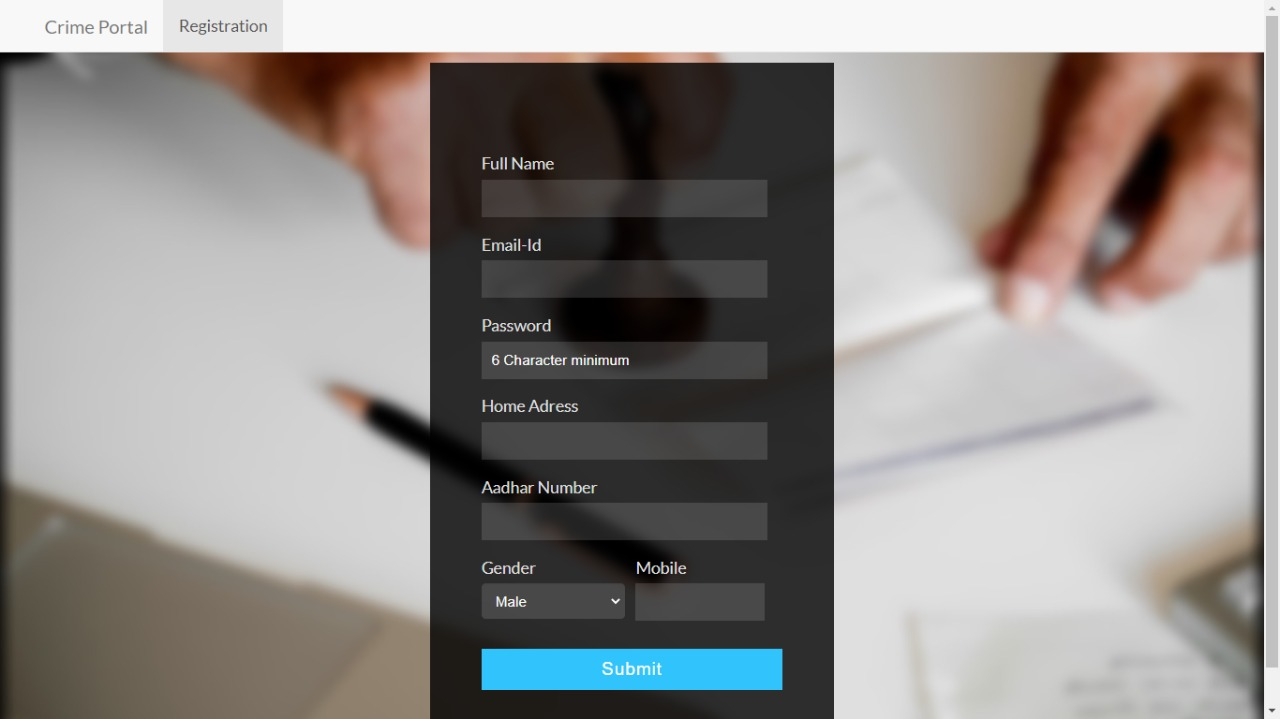 Crime Portal Registration
Full Name
Email-Id
Password
6 Character minimum
Home Adress
Aadhar Number
Gender Mobile
Male
Submit